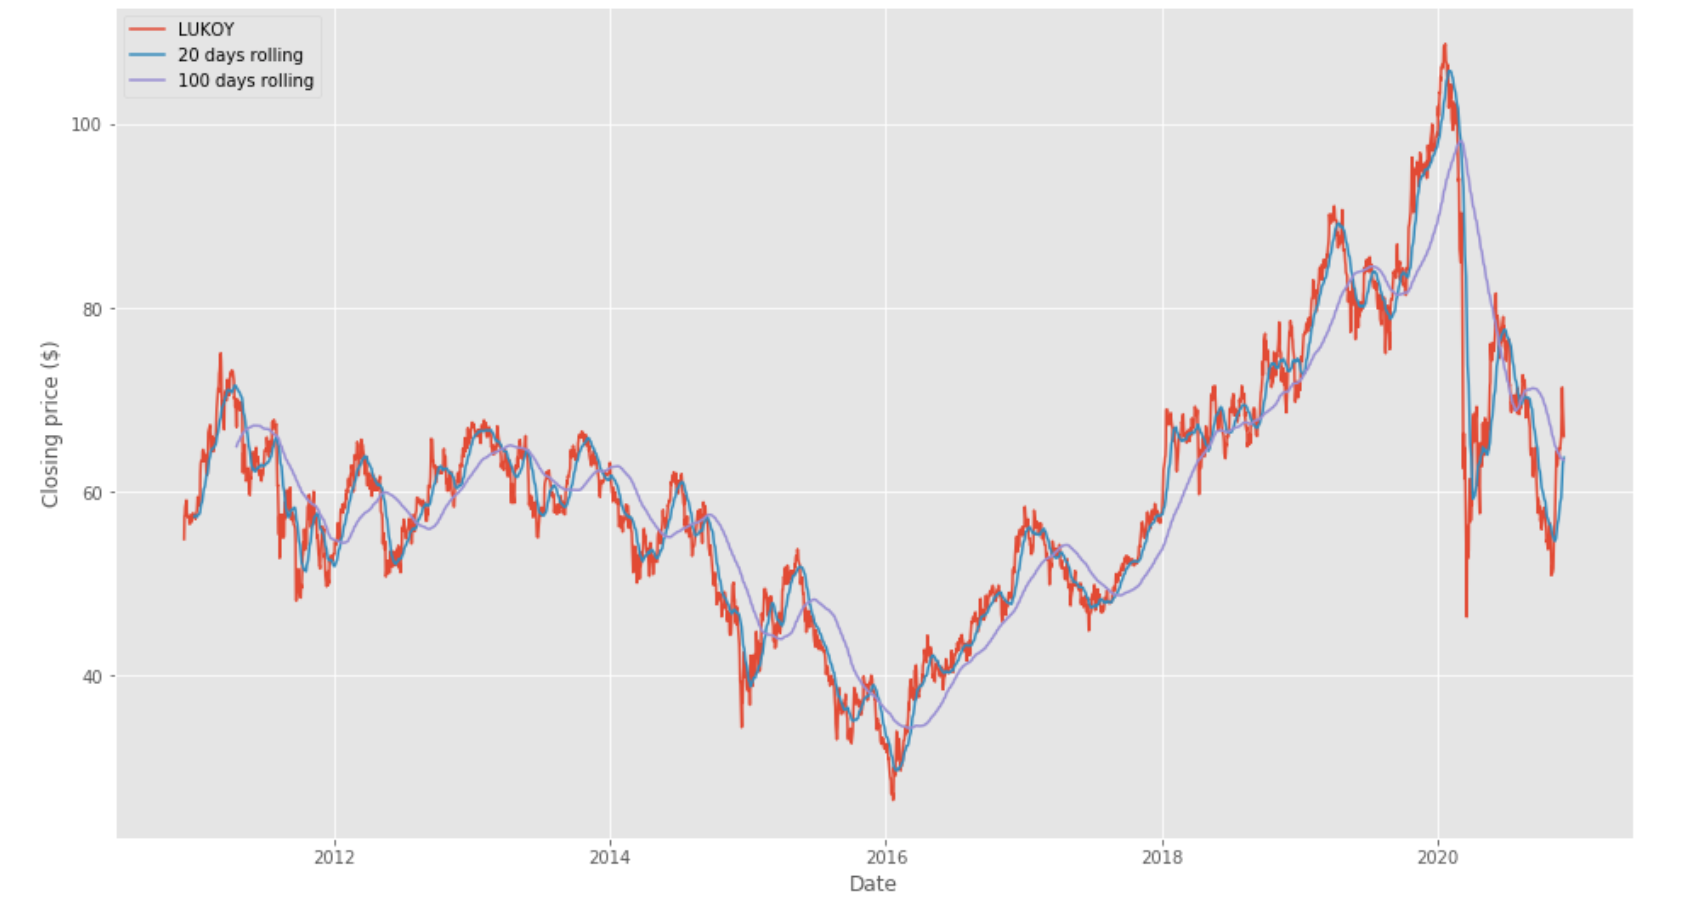 LUKOY
20 days rolling
100 days rolling
100
80
60
40
Closing price ($)
2012 2014 2016 2018 2020
Date